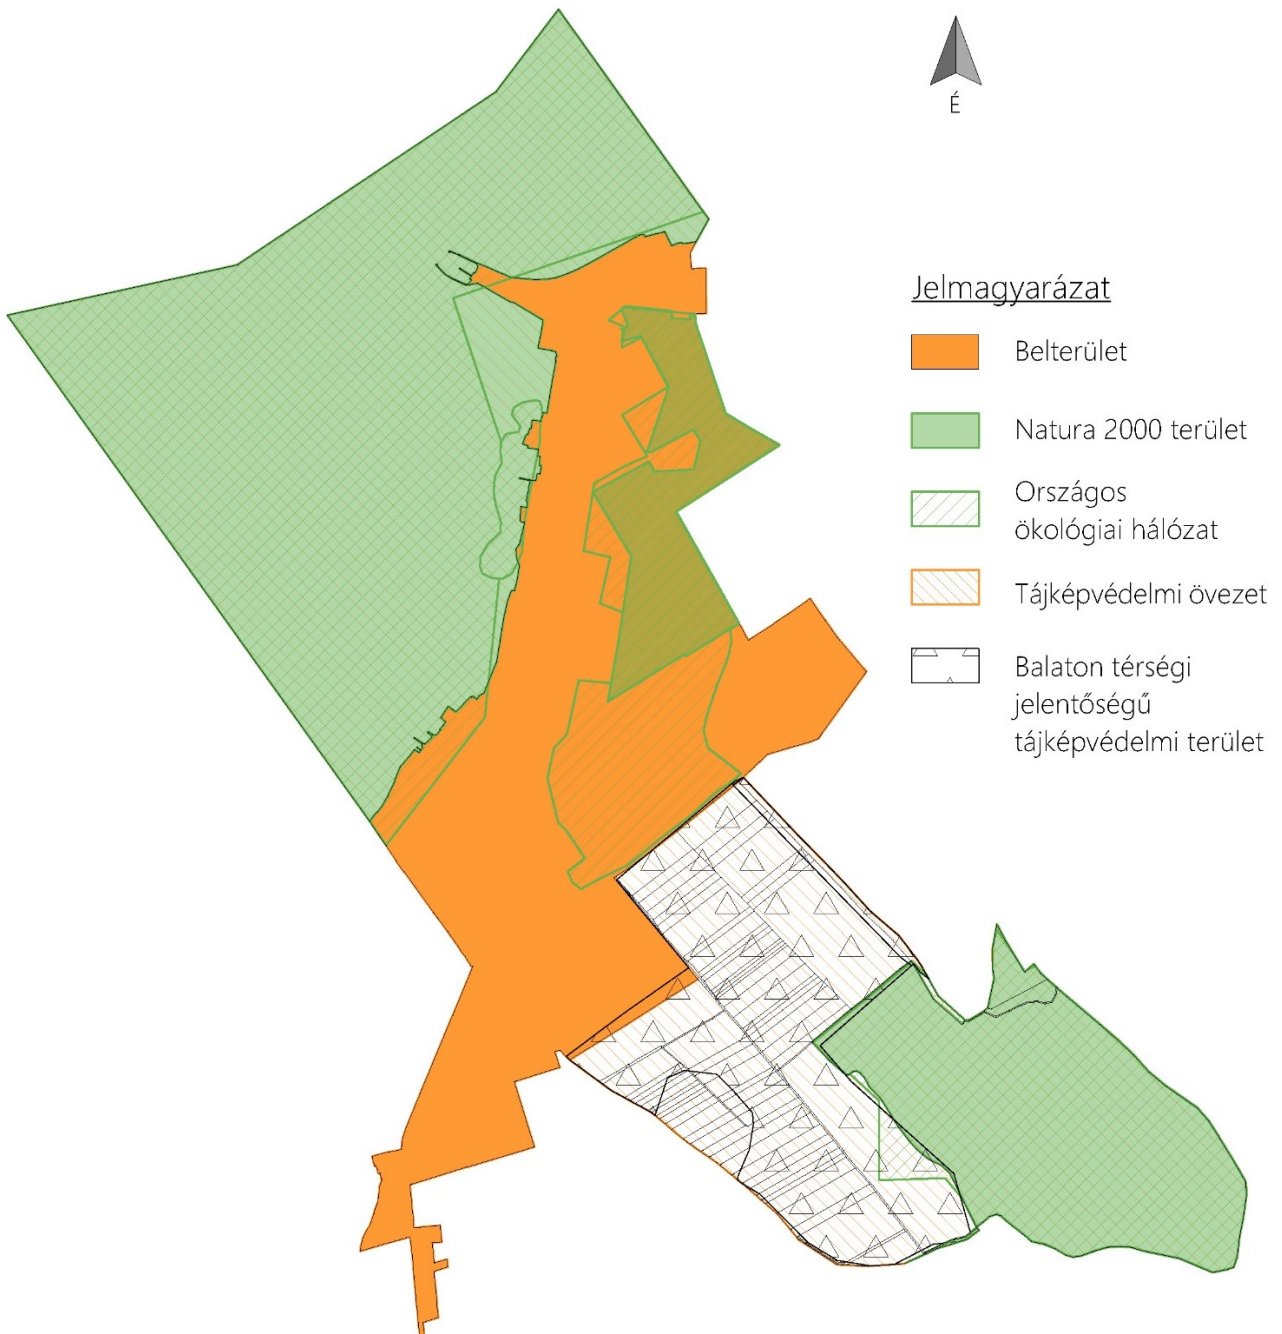 É
Jelmagyarázat
Belterület
Natura 2000 terület
Országos
ökológiai hálózat
Tájképvédelmi övezet
Balaton térségi
jelentőségű
tájképvédelmi terület